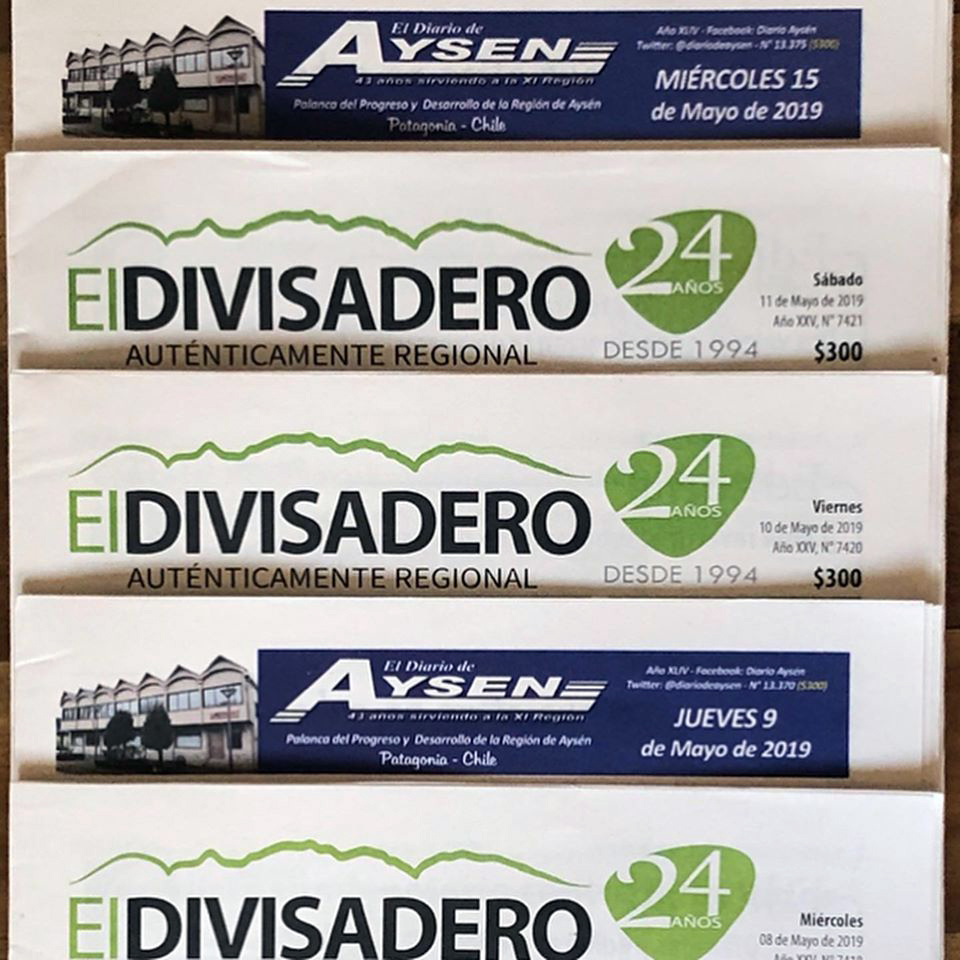 El Diario de
AYSEN
43 años sirviendo a la XI Región
Palanca del Progreso y Desarrollo de la Región de Aysén
Patagonia - Chile
Año XLIV - Facebook: Diario Aysén
Twitter: @diariodeaysen - N° 13.375 ($300)
MIÉRCOLES 15
de Mayo de 2019
ElDIVISADERO
AUTÉNTICAMENTE REGIONAL
24
AÑOS
DESDE 1994
Sábado
11 de Mayo de 2019
Año XXV, N° 7421
$300
ElDIVISADERO
AUTÉNTICAMENTE REGIONAL
24
AÑOS
DESDE 1994
Viernes
10 de Mayo de 2019
Año XXV, N° 7420
$300
El Diario de
AYSEN
43 años sirviendo a la XI Región
Palanca del Progreso y Desarrollo de la Región de Aysén
Patagonia - Chile
Año XLIV - Facebook: Diario Aysén
Twitter: @diariodeaysen - N° 13.370 ($300)
JUEVES 9
de Mayo de 2019
ElDIVISADERO
24
AÑOS
Miércoles
08 de Mayo de 2019
Año XXV, N°